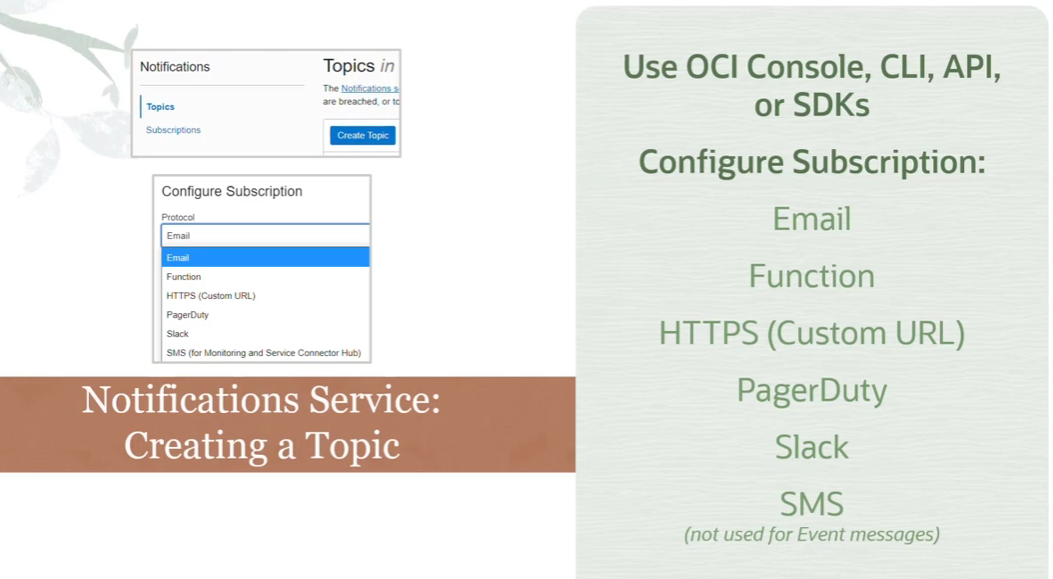 Notifications
Topics
Subscriptions
Topics in
The Notifications s
are breached, or to
Create Topic
Configure Subscription
Protocol
Email
Email
Function
HTTPS (Custom URL)
PagerDuty
Slack
SMS (for Monitoring and Service Connector Hub)
Notifications Service:
Creating a Topic
Use OCI Console, CLI, API,
or SDKs
Configure Subscription:
Email
Function
HTTPS (Custom URL)
PagerDuty
Slack
SMS
(not used for Event messages)